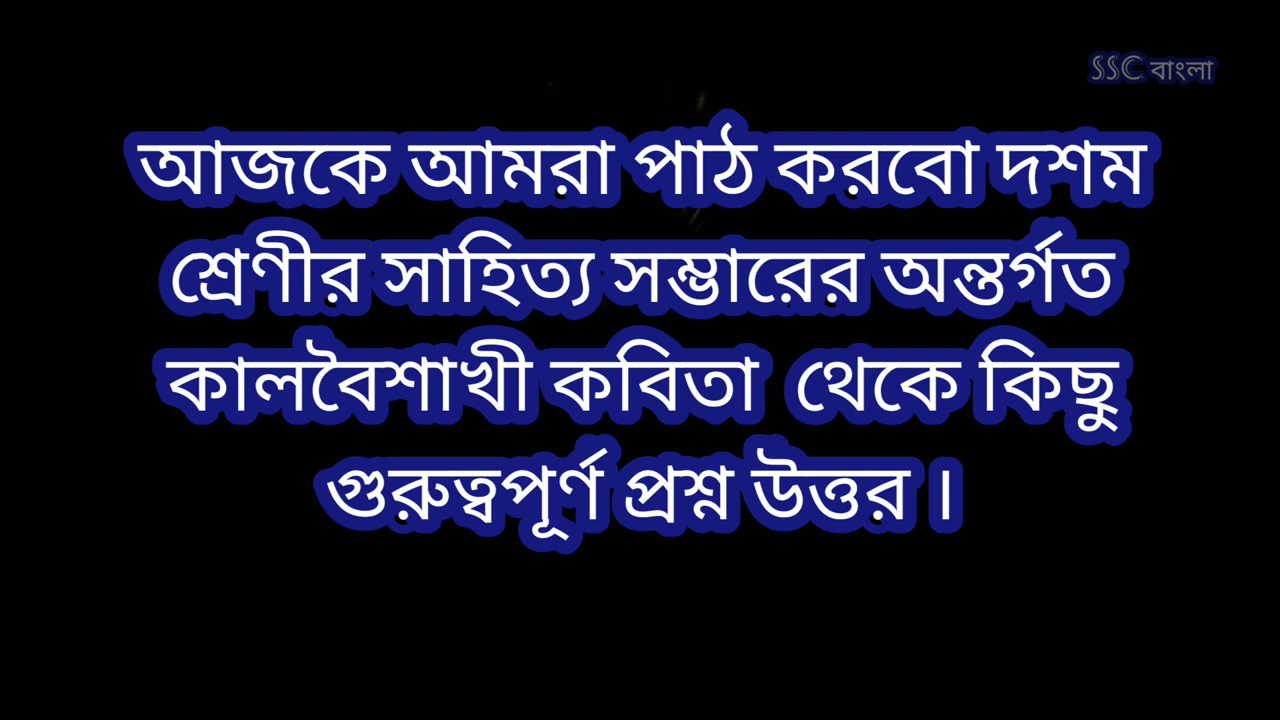 SSC বাংলা
আজকে আমরা পাঠ করবো দশম
শ্রেণীর সাহিত্য সম্ভারের অন্তর্গত
কালবৈশাখী কবিতা থেকে কিছু
গুরুত্বপূর্ণ প্রশ্ন উত্তর ।